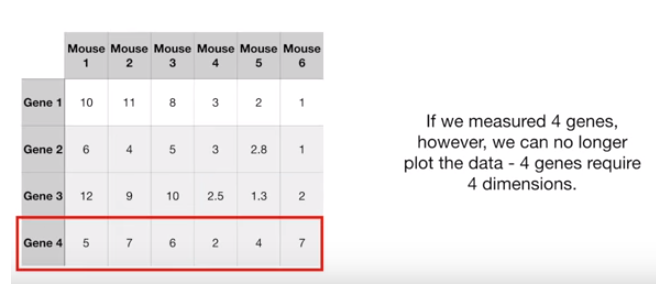 Mouse Mouse Mouse Mouse Mouse Mouse
1 2 3 4 5 6
Gene 1 10 11 8 3 2 1
Gene 2 6 4 5 3 2.8 1
Gene 3 12 9 10 2.5 1.3 2
Gene 4 5 7 6 2 4 7
If we measured 4 genes,
however, we can no longer
plot the data - 4 genes require
4 dimensions.